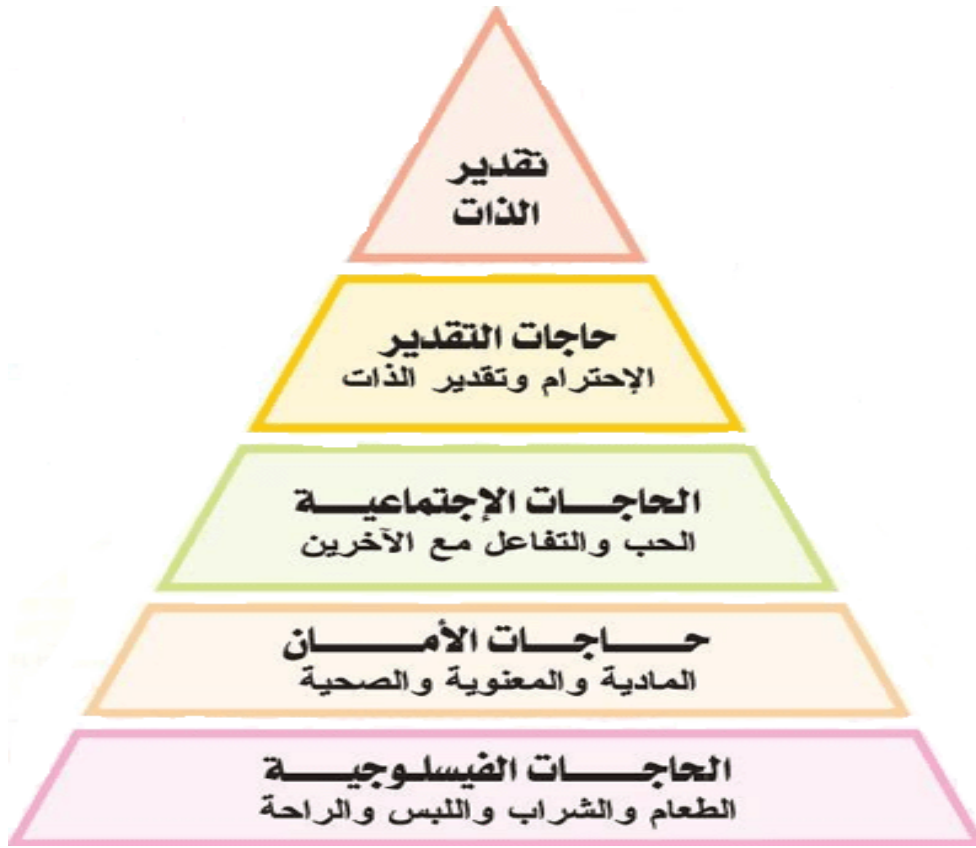 تقدير
الذات
حاجات التقدير
الإحترام وتقدير الذات
الحاجـــات الإجتماعيـــة
الحب والتفاعل مع الآخرين
حـــاجـــات الأمـــان
المادية والمعنوية والصحية
الحاجـــات الفيسلـوجيـــة
الطعام والشراب واللبس والراحة